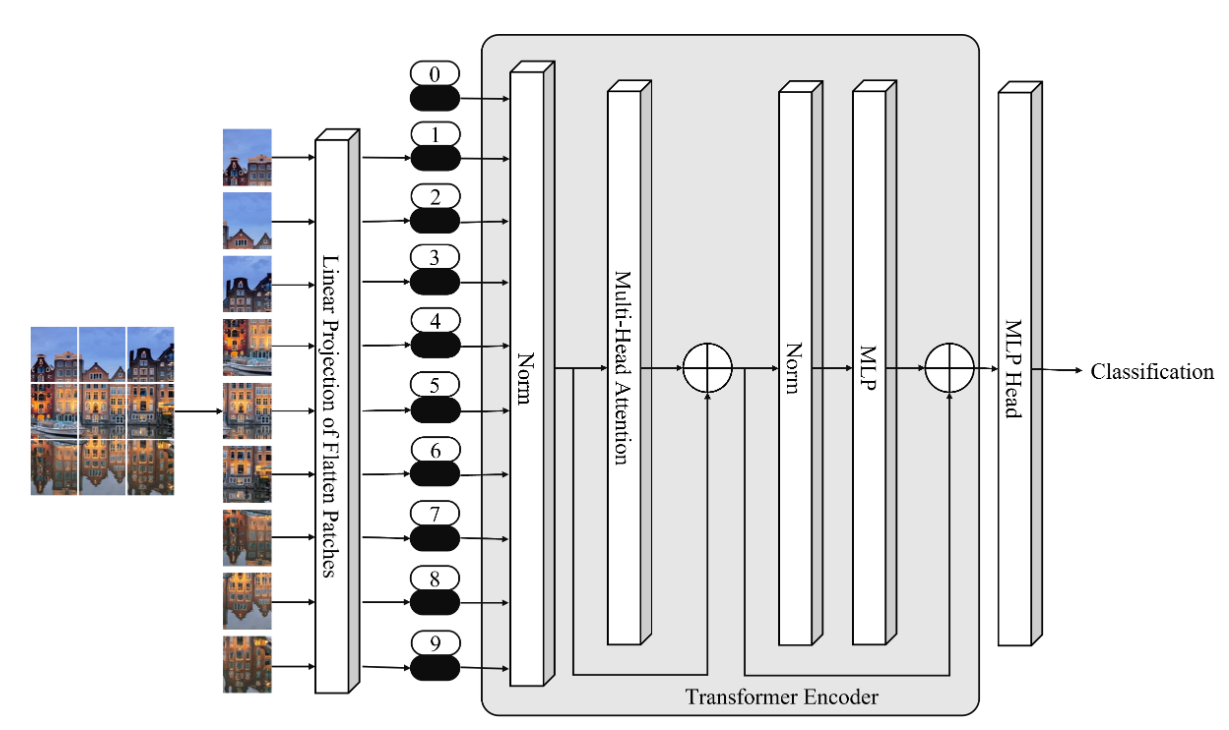 0
1
2
3
4
5
6
7
8
9
Linear Projection of Flatten Patches
Norm
Multi-Head Attention
Norm
MLP
MLP Head
Classification
Transformer Encoder